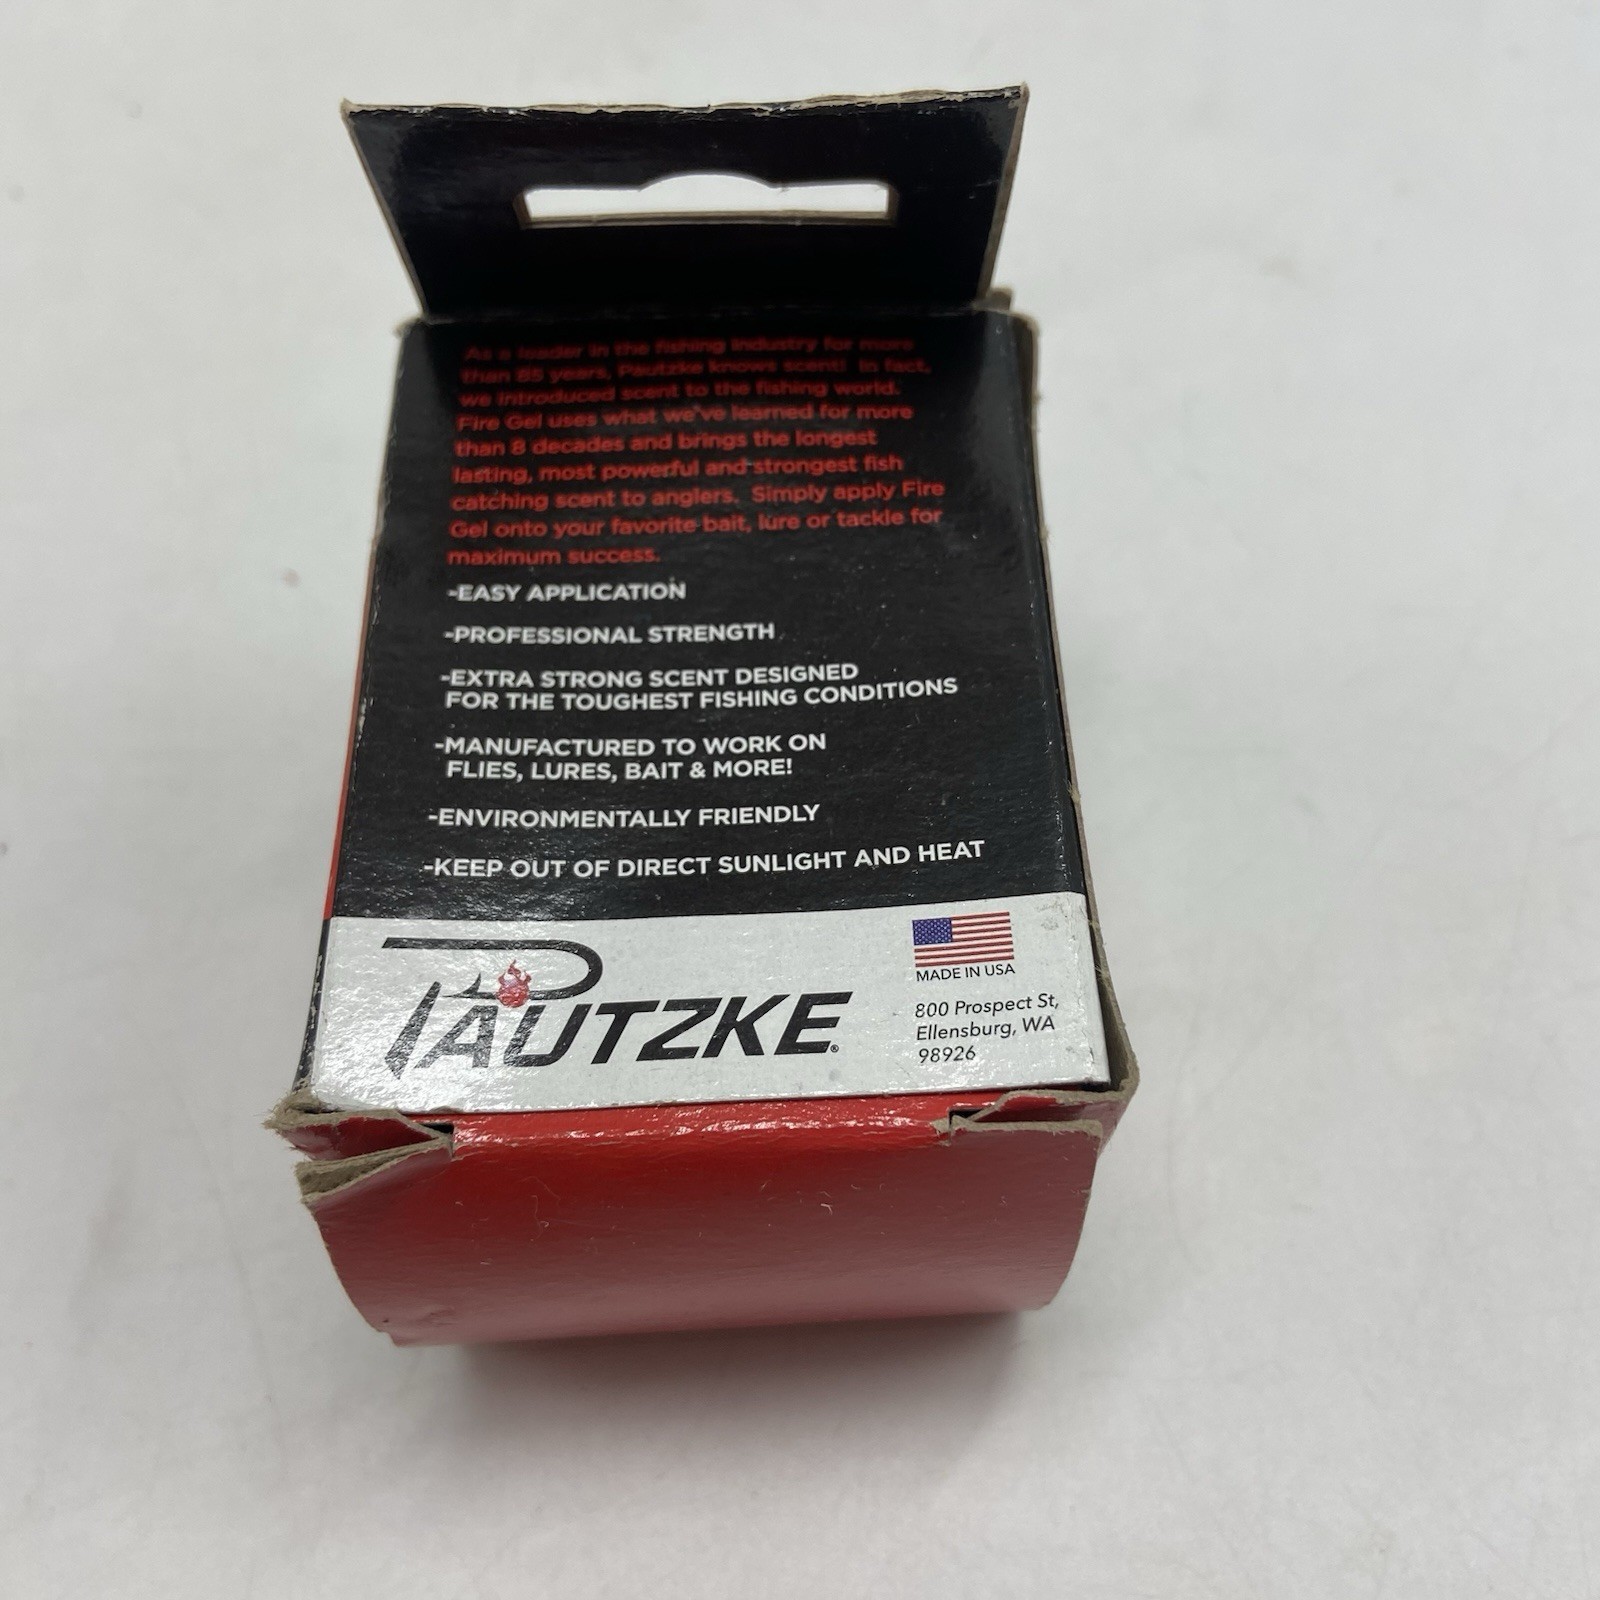 As a leader in the fishing industry for more
than 85 years, Pautzke knows scent! In fact,
we introduced scent to the fishing world.
Fire Gel uses what we've learned for more
than 8 decades and brings the longest
lasting, most powerful and strongest fish
catching scent to anglers. Simply apply Fire
Gel onto your favorite bait, lure or tackle for
maximum success.
-EASY APPLICATION
-PROFESSIONAL STRENGTH
-EXTRA STRONG SCENT DESIGNED
FOR THE TOUGHEST FISHING CONDITIONS
-MANUFACTURED TO WORK ON
FLIES, LURES, BAIT & MORE!
-ENVIRONMENTALLY FRIENDLY
-KEEP OUT OF DIRECT SUNLIGHT AND HEAT
PAUTZKE®
MADE IN USA
800 Prospect St,
Ellensburg, WA
98926